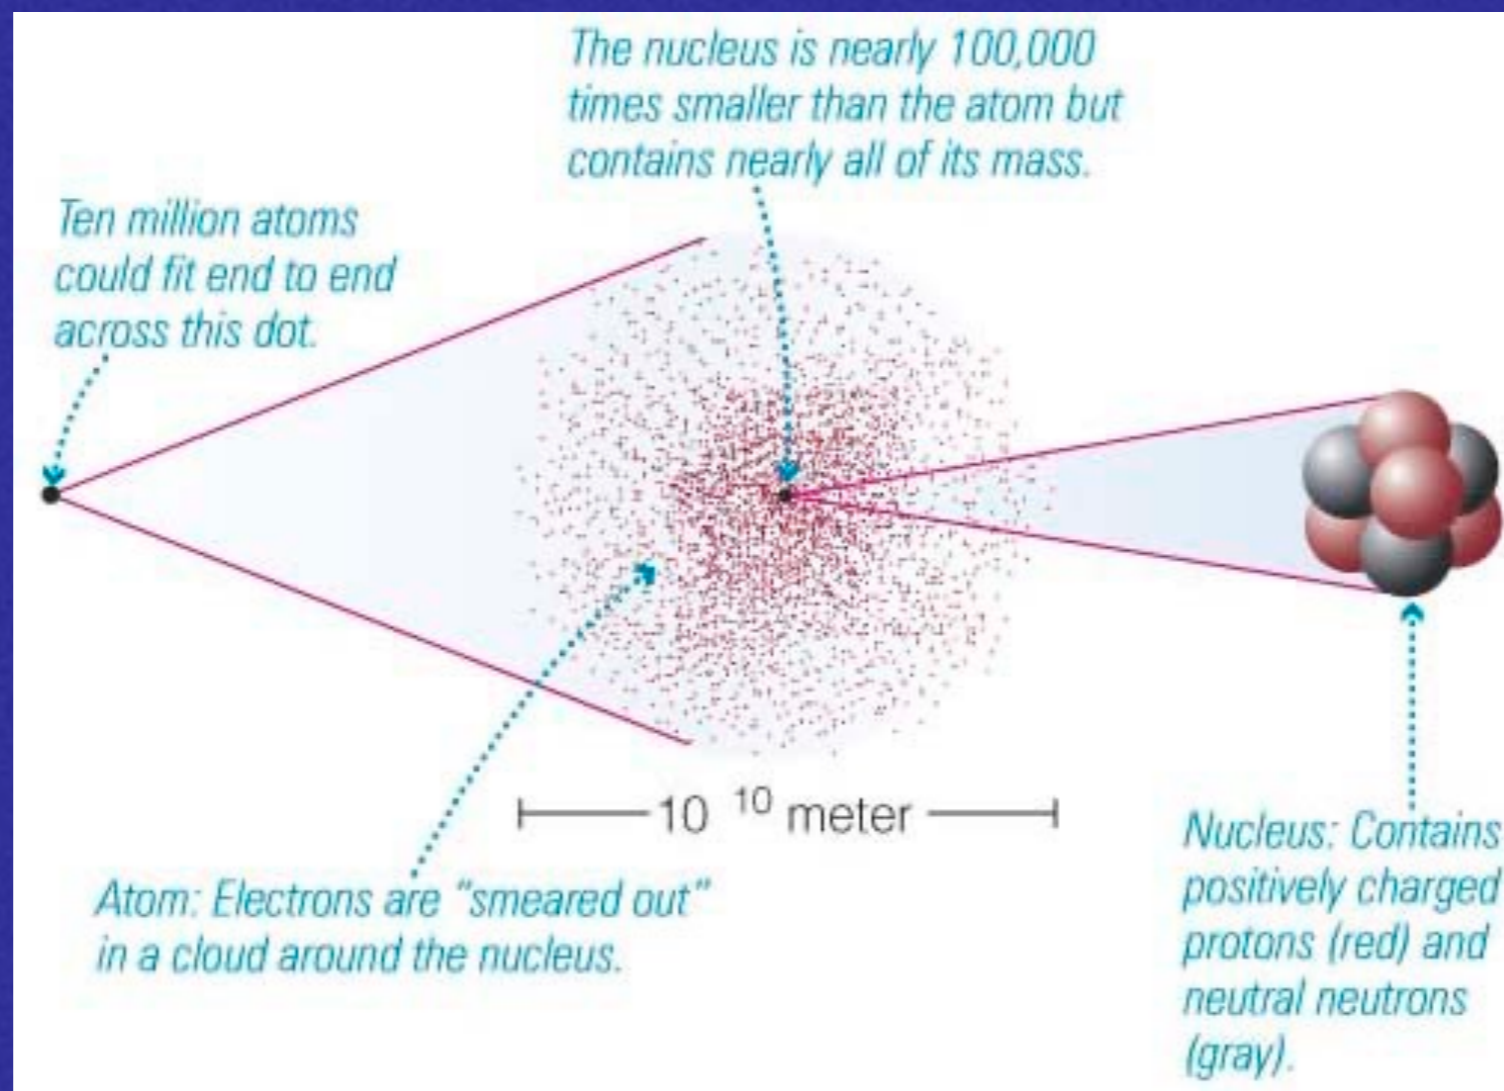 The nucleus is nearly 100,000
times smaller than the atom but
contains nearly all of its mass.
Ten million atoms
could fit end to end
across this dot.
10 10 meter
Atom: Electrons are "smeared out"
in a cloud around the nucleus.
Nucleus: Contains
positively charged
protons (red) and
neutral neutrons
(gray).